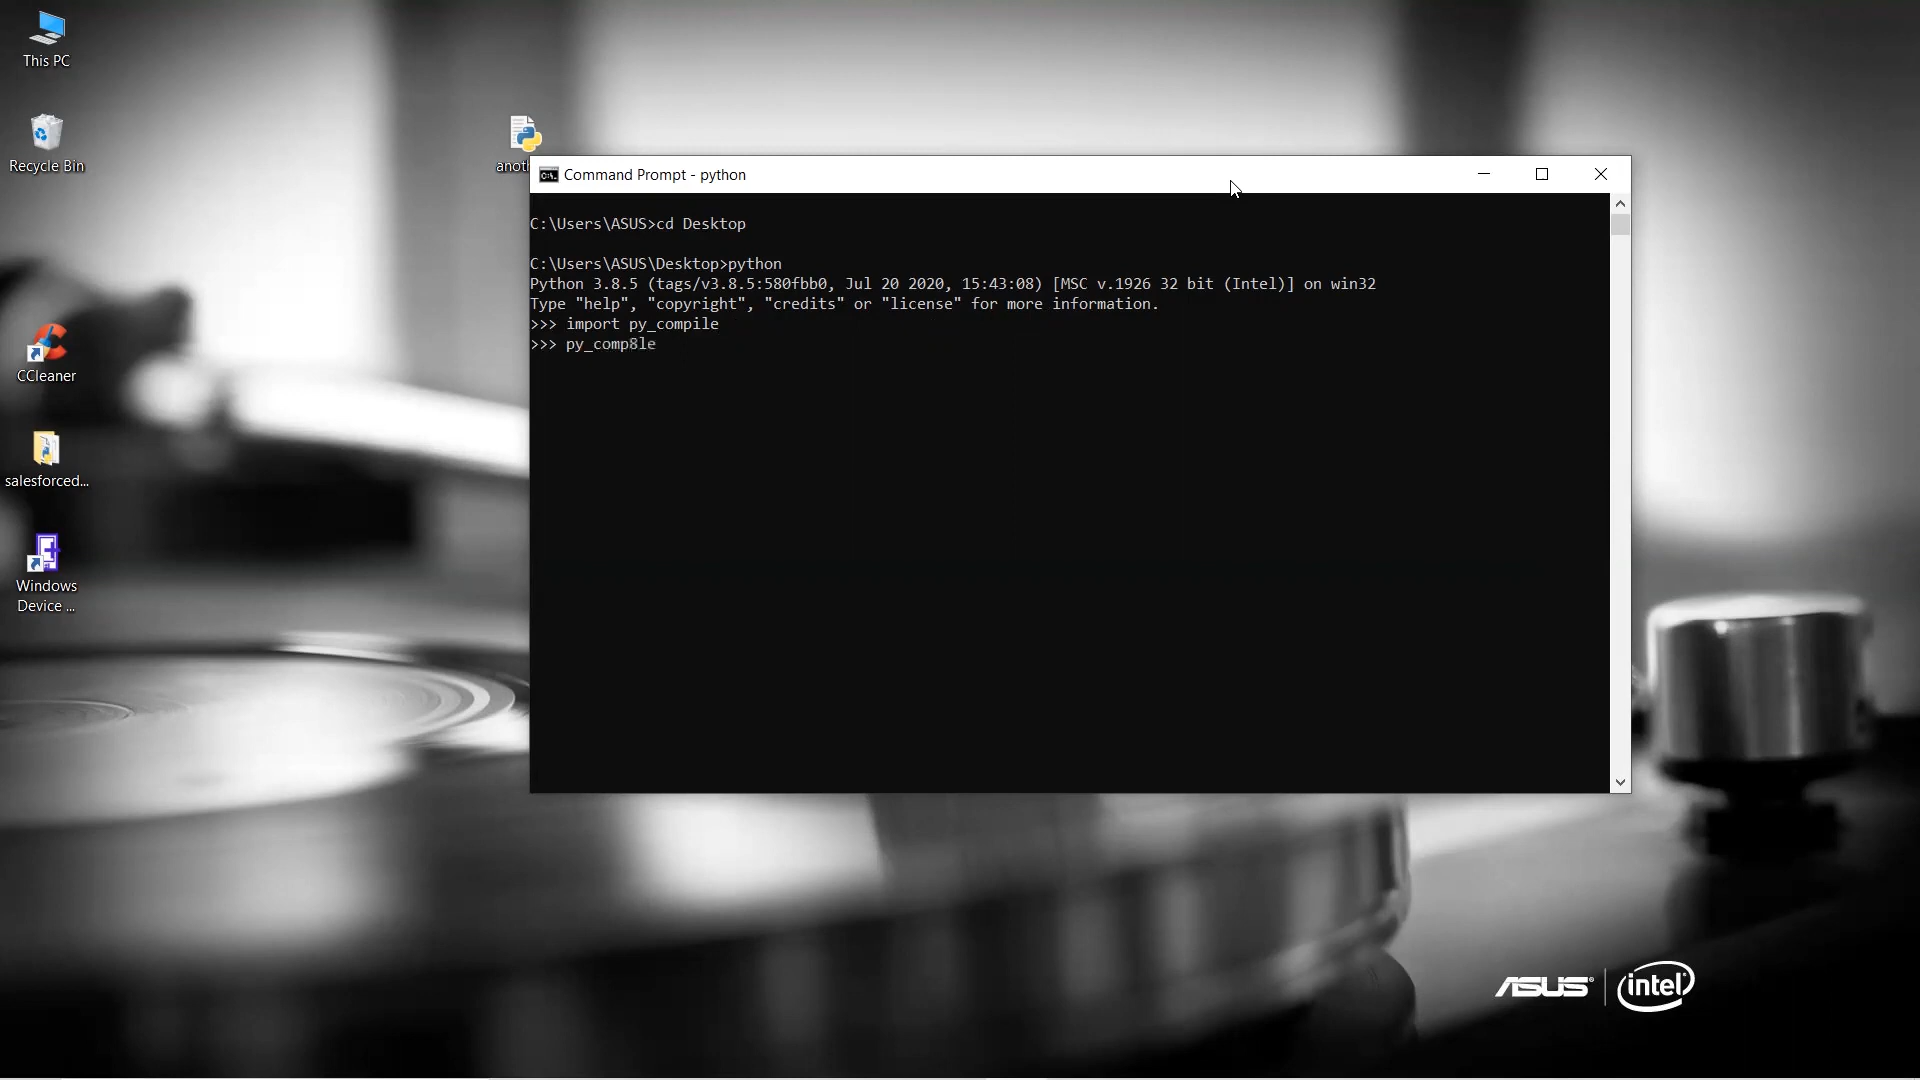 This PC
Recycle Bin
CCleaner
salesforced...
Windows
Device ...
anoth
Command Prompt - python
C:\Users\ASUS>cd Desktop
C:\Users\ASUS\Desktop>python
Python 3.8.5 (tags/v3.8.5:580fbb0, Jul 20 2020, 15:43:08) [MSC v.1926 32 bit (Intel)] on win32
Type "help", "copyright", "credits" or "license" for more information.
>>> import py_compile
>>> py_comp8le
ASUS
intel